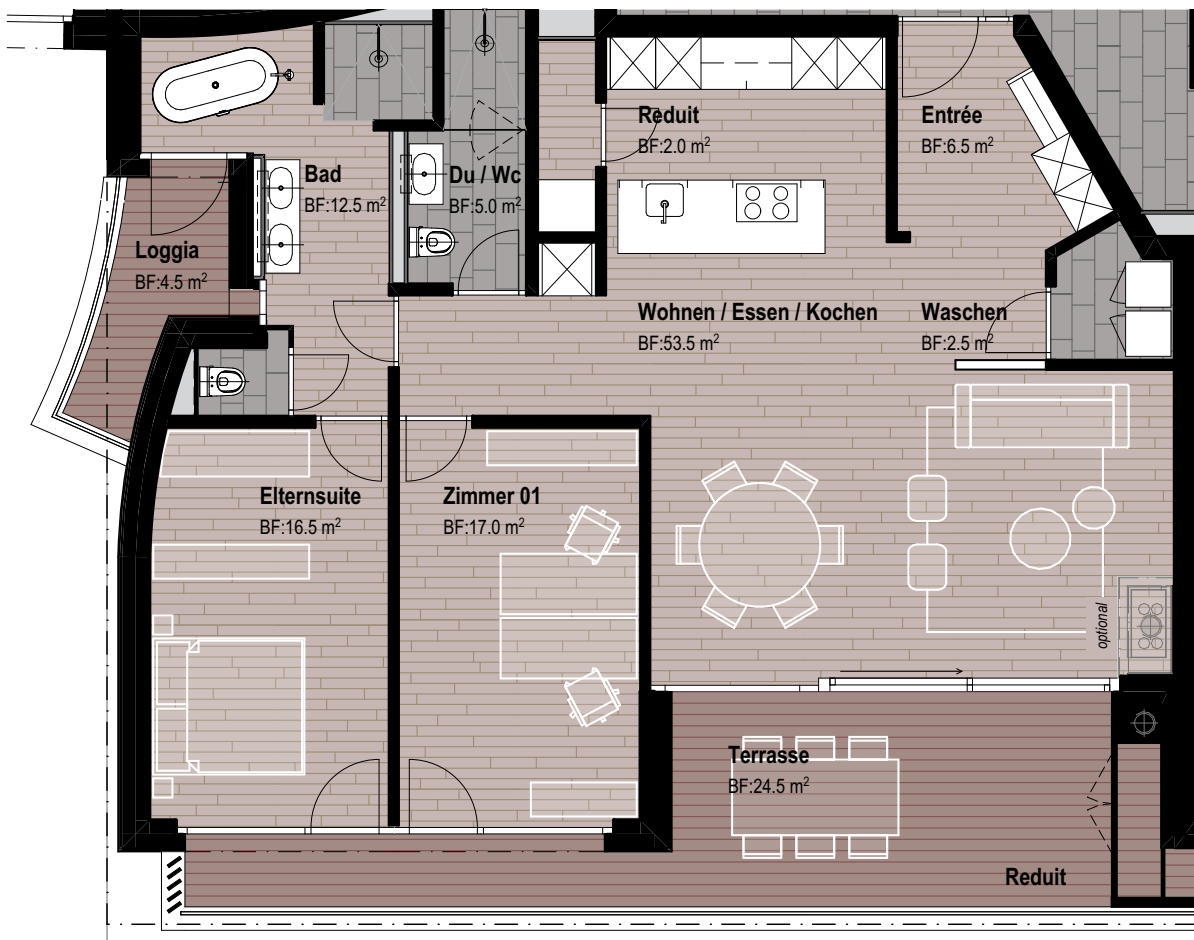 Reduit
BF:2.0 m²
Entrée
BF:6.5 m²
Bad
BF:12.5 m²
Du / Wc
BF:5.0 m²
Loggia
BF:4.5 m²
Wohnen / Essen / Kochen
BF:53.5 m²
Waschen
BF:2.5 m²
Elternsuite
BF:16.5 m²
Zimmer 01
BF:17.0 m²
optional
Terrasse
BF:24.5 m²
Reduit